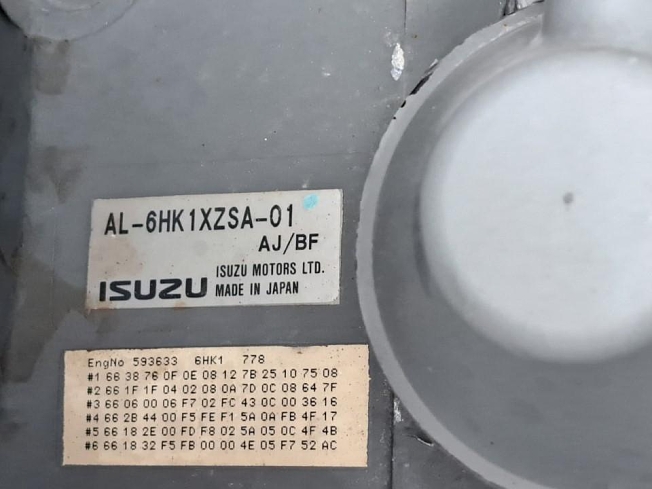 AL-6HK1XZSA-01
AJ/BF
ISUZU ISUZU MOTORS LTD.
MADE IN JAPAN
EngNo 593633 6HK1 778
#1 66 38 76 0F 0E 08 12 7B 25 10 75 08
#2 66 1F 1F 04 02 08 0A 7D 0C 08 64 7F
#3 66 06 00 06 F7 02 FC 43 0C 00 36 16
#4 66 2B 44 00 F5 FE F1 5A 0A FB 4F 17
#5 66 18 2E 00 FD F8 02 5A 05 0C 4F 4B
#6 66 18 32 F5 FB 00 00 4E 05 F7 52 AC